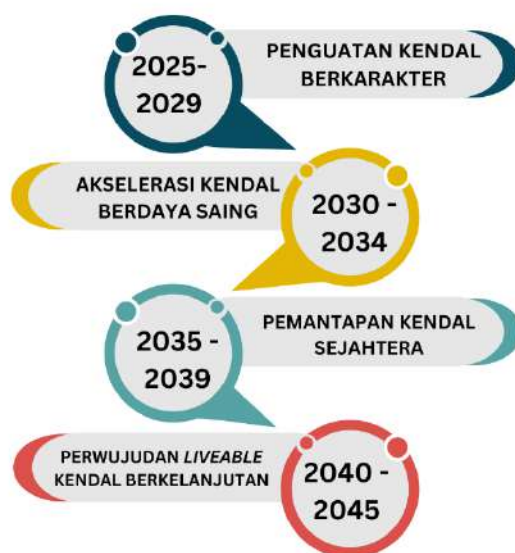 2025-
2029
PENGUATAN KENDAL
BERKARAKTER
AKSELERASI KENDAL
BERDAYA SAING
2030 -
2034
2035 -
2039
PEMANTAPAN KENDAL
SEJAHTERA
PERWUJUDAN LIVEABLE
KENDAL BERKELANJUTAN
2040 -
2045